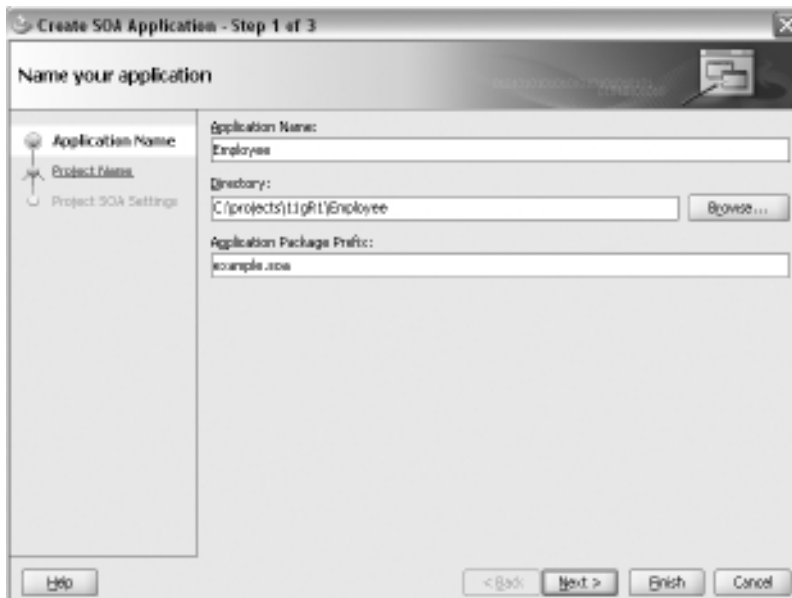 Create SOA Application - Step 1 of 3
Name your application
Application Name
Project Name
Project SOA Settings
Application Name:
Employee
Directory:
C:\projects\11gR1\Employee
Browse...
Application Package Prefix:
example.soa
Help
< Back
Next >
Finish
Cancel